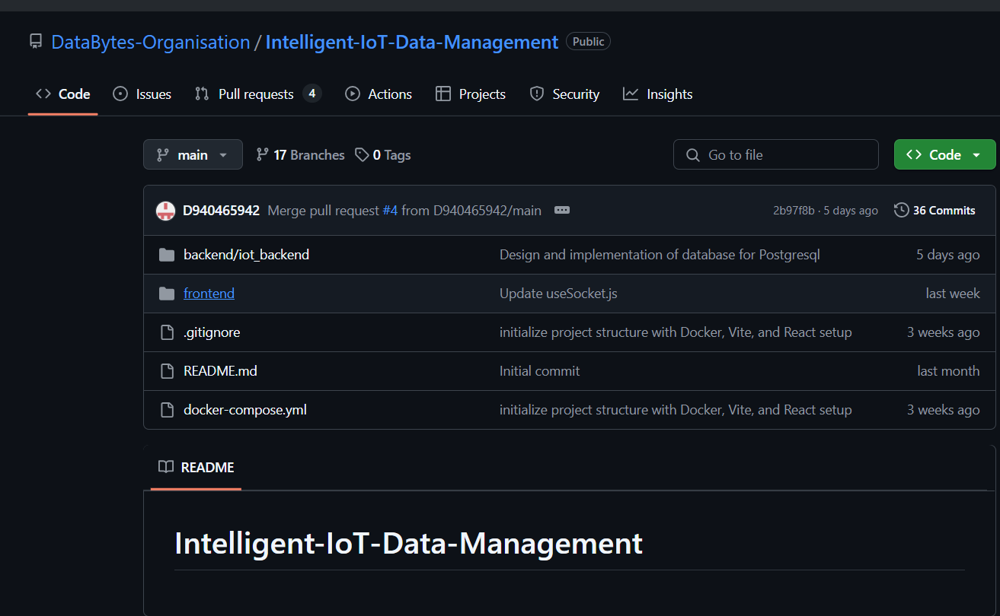 DataBytes-Organisation / Intelligent-IoT-Data-Management Public
Code Issues Pull requests 4 Actions Projects Security Insights
main 17 Branches 0 Tags Go to file Code
D940465942 Merge pull request #4 from D940465942/main 2b97f8b · 5 days ago 36 Commits
backend/iot_backend Design and implementation of database for Postgresql 5 days ago
frontend Update useSocket.js last week
.gitignore initialize project structure with Docker, Vite, and React setup 3 weeks ago
README.md Initial commit last month
docker-compose.yml initialize project structure with Docker, Vite, and React setup 3 weeks ago
README
Intelligent-IoT-Data-Management